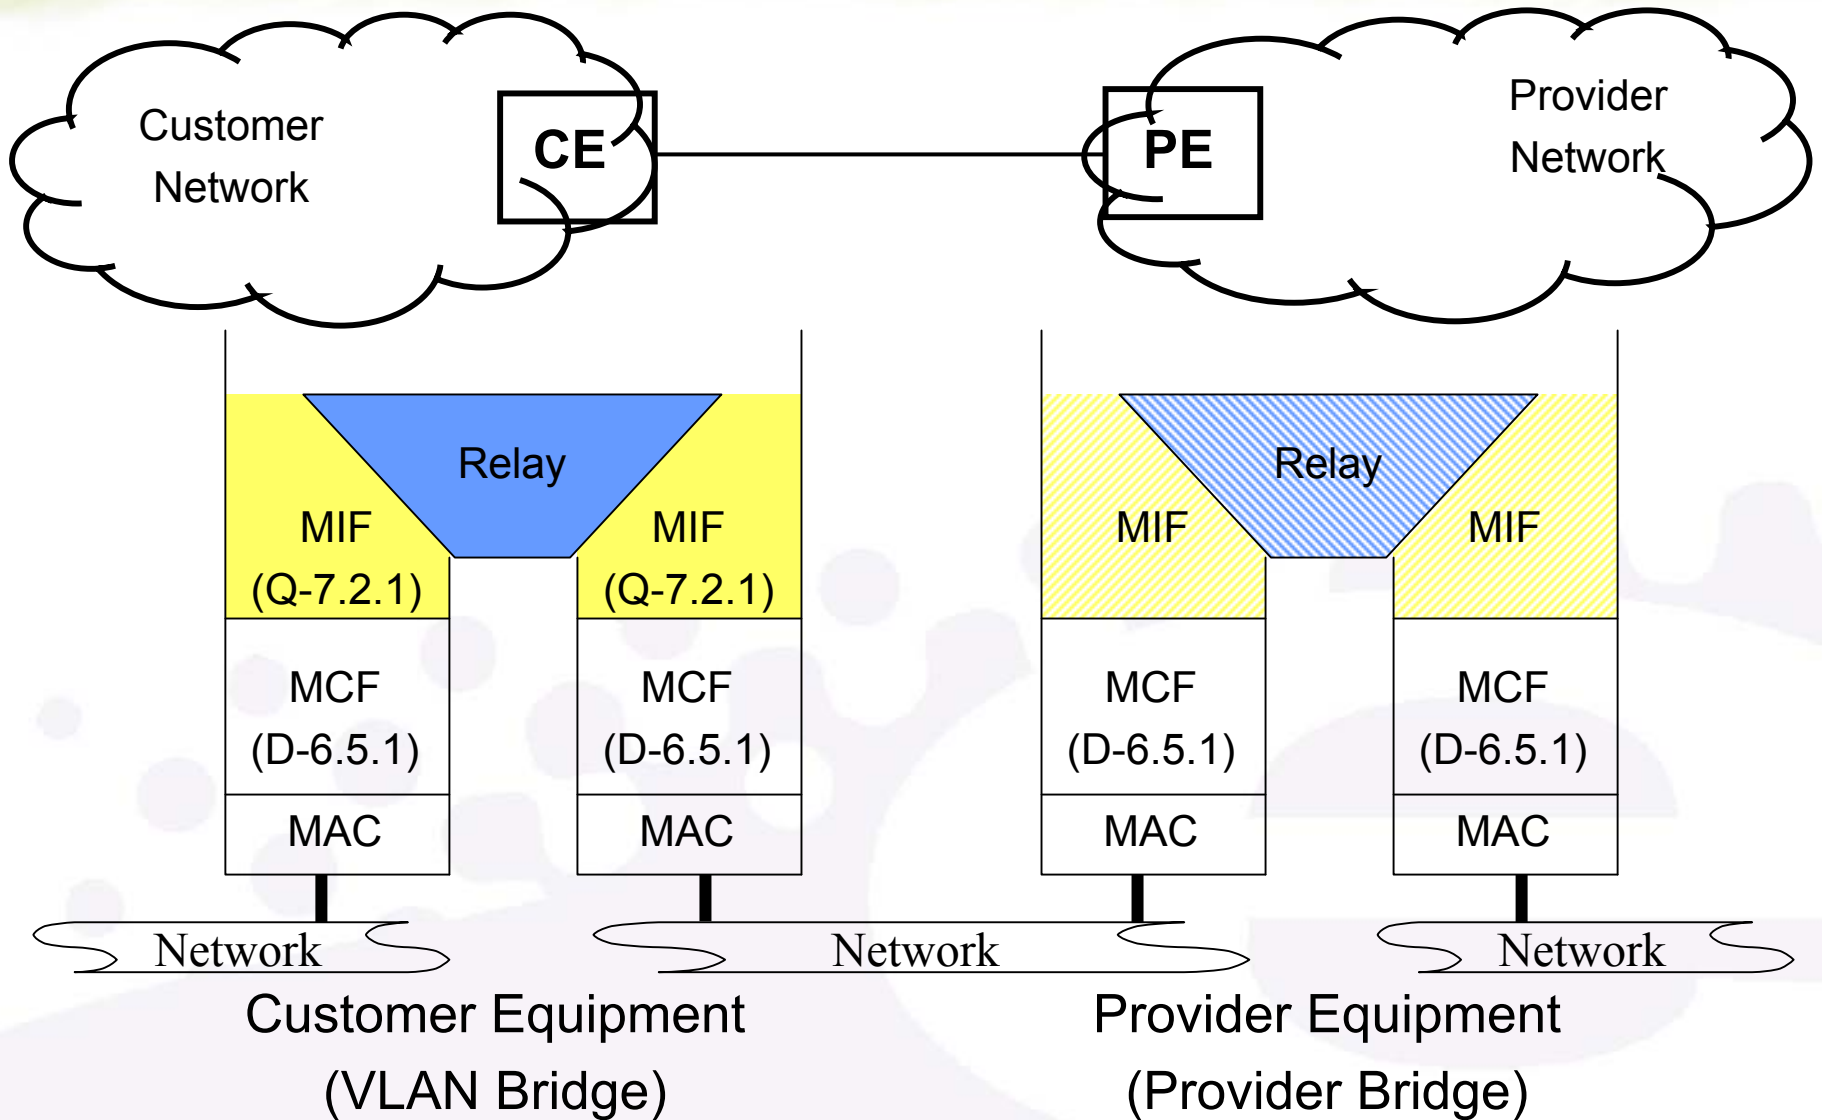 Customer
Network
CE
PE
Provider
Network
Relay
MIF
(Q-7.2.1)
MIF
(Q-7.2.1)
MCF
(D-6.5.1)
MCF
(D-6.5.1)
MAC
MAC
Relay
MIF
MIF
MCF
(D-6.5.1)
MCF
(D-6.5.1)
MAC
MAC
Network
Network
Network
Customer Equipment
(VLAN Bridge)
Provider Equipment
(Provider Bridge)